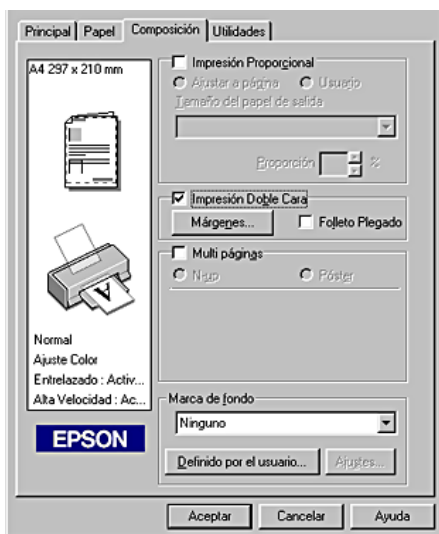 Principal Papel Composición Utilidades
A4 297 x 210 mm
Impresión Proporcional
Ajustar a página Usuario
Tamaño del papel de salida
Proporción %
Impresión Doble Cara
Márgenes... Folleto Plegado
Multi páginas
N-up Póster
Normal
Ajuste Color
Entrelazado : Activ...
Alta Velocidad : Ac...
EPSON
Marca de fondo
Ninguno
Definido por el usuario... Ajustes...
Aceptar Cancelar Ayuda